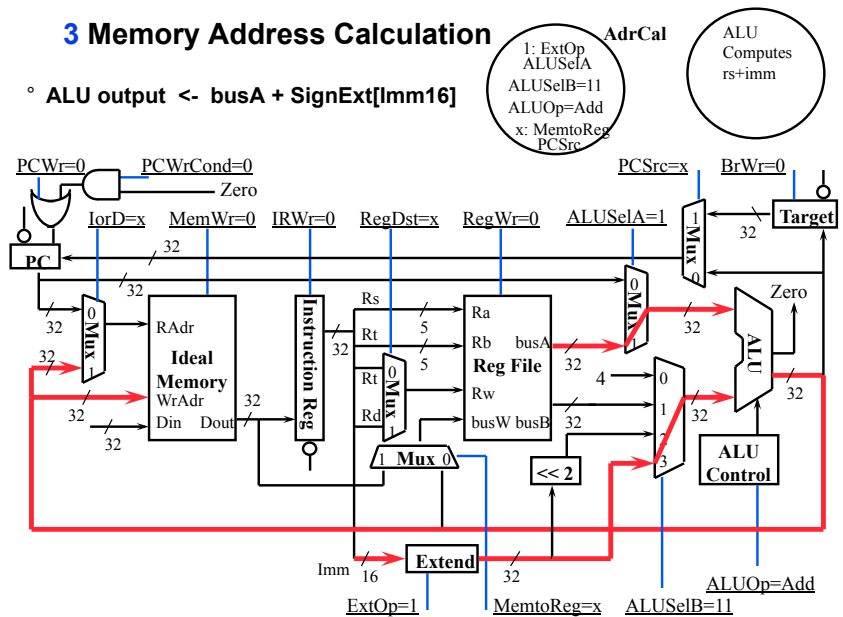 3 Memory Address Calculation
° ALU output <- busA + SignExt[Imm16]
AdrCal
1: ExtOp
ALUSelA
ALUSelB=11
ALUOp=Add
x: MemtoReg
PCSrc
ALU
Computes
rs+imm
PCWr=0
PCWrCond=0
PCSrc=x
BrWr=0
Zero
IorD=x
MemWr=0
IRWr=0
RegDst=x
RegWr=0
ALUSelA=1
1
Mux
0
32
Target
32
PC
32
32
32
0
Mux
1
32
32
RAdr
Ideal
Memory
WrAdr
Din
Dout
32
32
Instruction Reg
32
Rs
Rt
5
5
Rt
Rd
0
Mux
1
Ra
Rb
busA
Reg File
Rw
busW
busB
32
32
0
Mux
1
32
4
0
1
2
3
Mux
32
Zero
ALU
32
1 Mux 0
<< 2
ALU
Control
Imm
16
Extend
32
ExtOp=1
MemtoReg=x
ALUSelB=11
ALUOp=Add